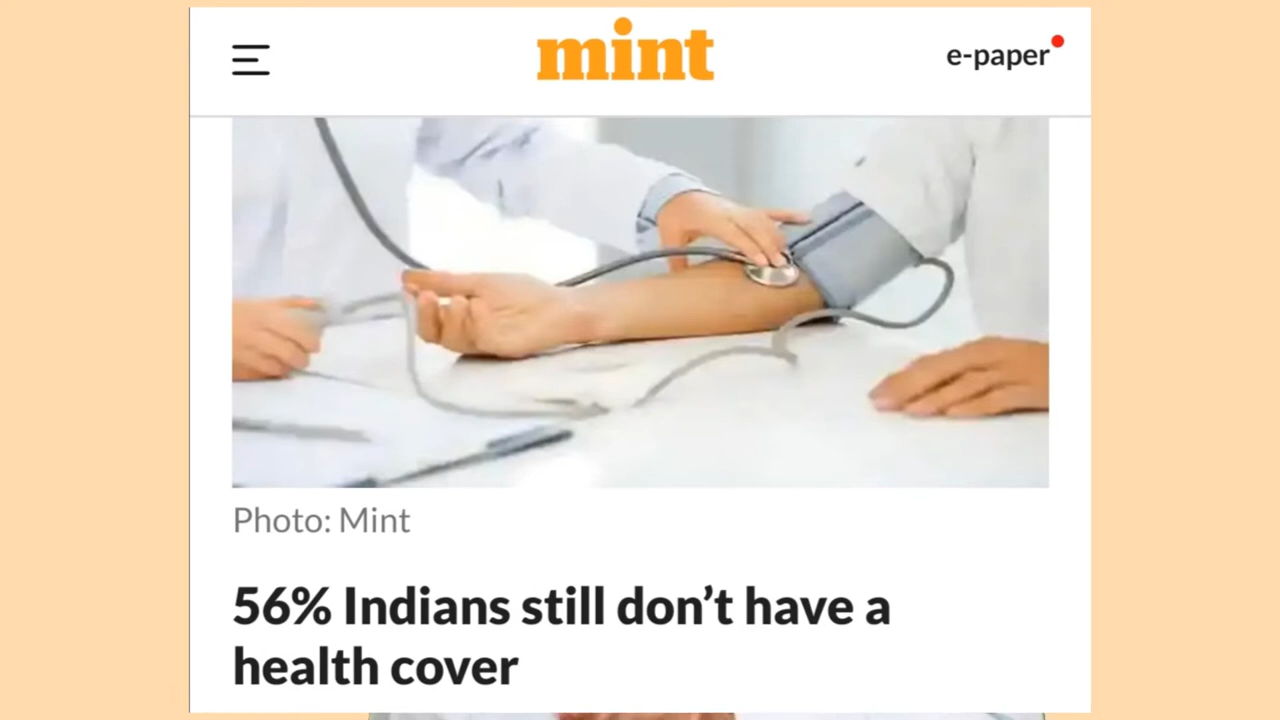 mint
e-paper
Photo: Mint
56% Indians still don’t have a
health cover